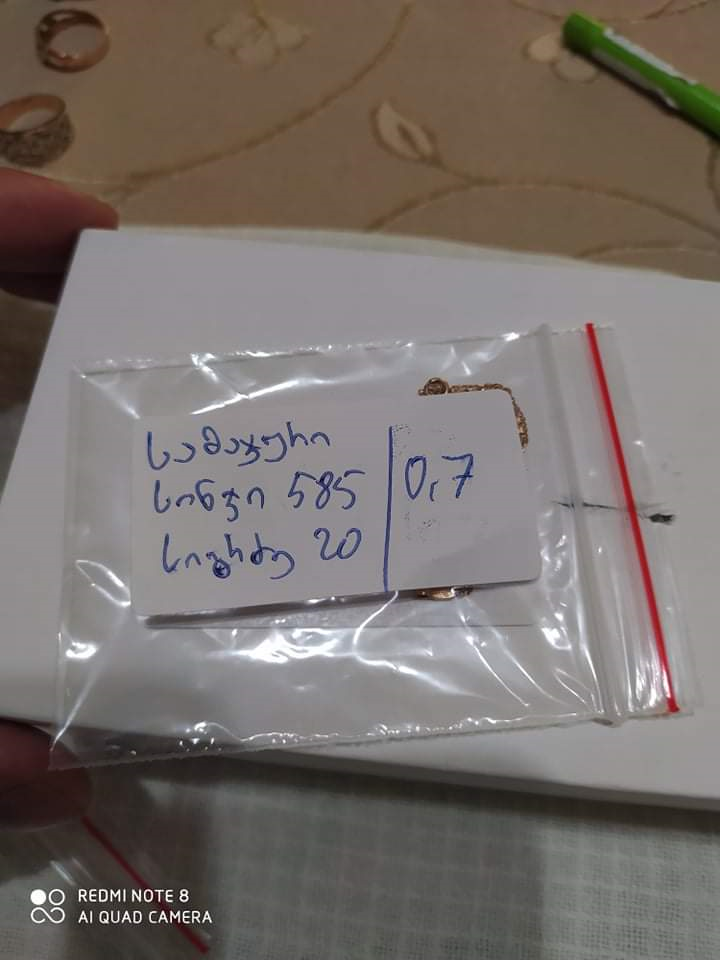 სამაჯური
სინჯი 585
სიგრძე 20
0,7
REDMI NOTE 8
AI QUAD CAMERA